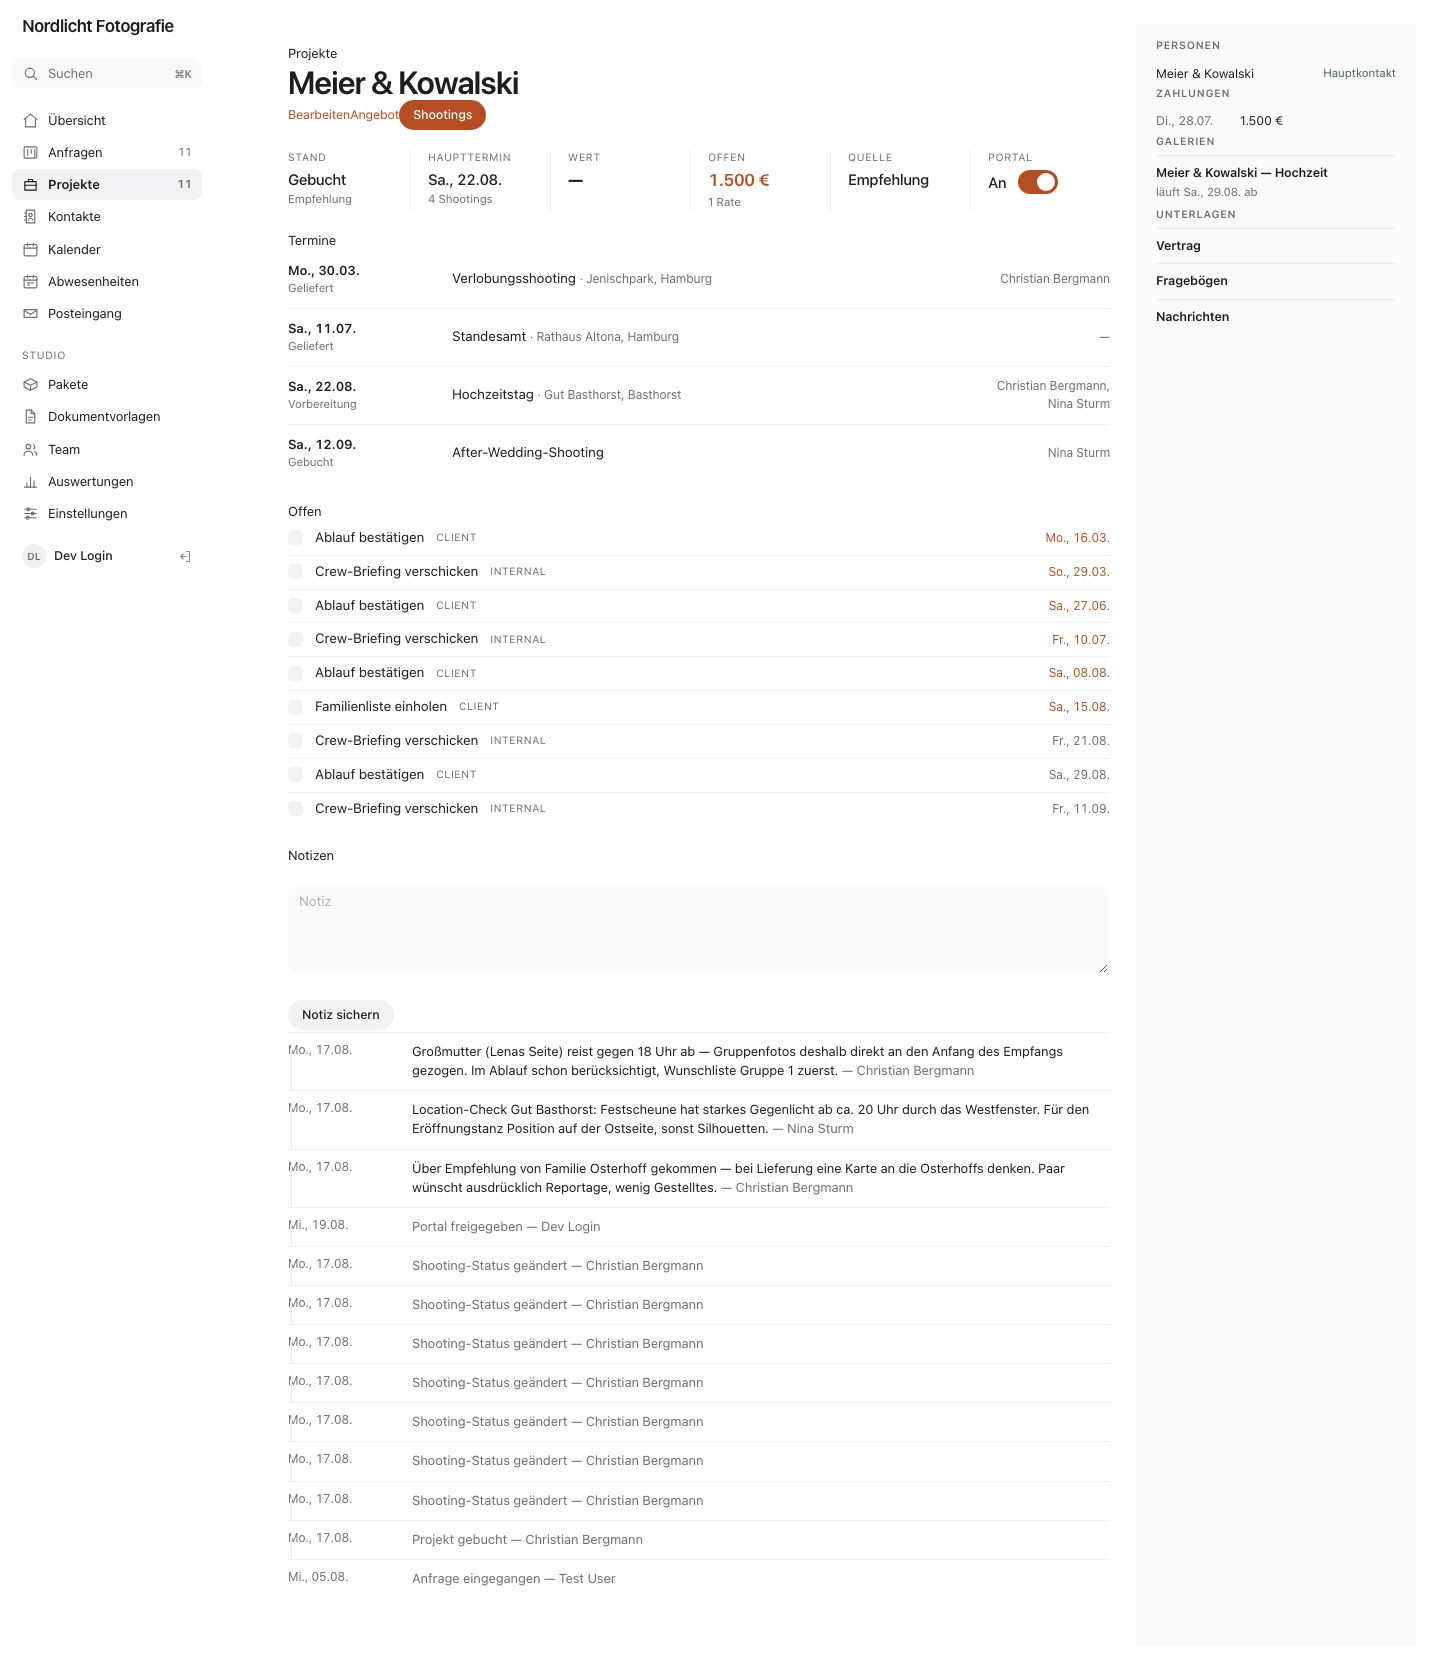 Nordlicht Fotografie
Suchen ⌘K
Übersicht
Anfragen 11
Projekte 11
Kontakte
Kalender
Abwesenheiten
Posteingang
STUDIO
Pakete
Dokumentvorlagen
Team
Auswertungen
Einstellungen
DL Dev Login
Projekte
Meier & Kowalski
Bearbeiten Angebot Shootings
STAND HAUPTTERMIN WERT OFFEN QUELLE PORTAL
Gebucht Sa., 22.08. — 1.500 € Empfehlung An
Empfehlung 4 Shootings 1 Rate
Termine
Mo., 30.03. Verlobungsshooting · Jenischpark, Hamburg Christian Bergmann
Geliefert
Sa., 11.07. Standesamt · Rathaus Altona, Hamburg —
Geliefert
Sa., 22.08. Hochzeitstag · Gut Basthorst, Basthorst Christian Bergmann,
Vorbereitung Nina Sturm
Sa., 12.09. After-Wedding-Shooting Nina Sturm
Gebucht
Offen
Ablauf bestätigen CLIENT Mo., 16.03.
Crew-Briefing verschicken INTERNAL So., 29.03.
Ablauf bestätigen CLIENT Sa., 27.06.
Crew-Briefing verschicken INTERNAL Fr., 10.07.
Ablauf bestätigen CLIENT Sa., 08.08.
Familienliste einholen CLIENT Sa., 15.08.
Crew-Briefing verschicken INTERNAL Fr., 21.08.
Ablauf bestätigen CLIENT Sa., 29.08.
Crew-Briefing verschicken INTERNAL Fr., 11.09.
Notizen
Notiz
Notiz sichern
Mo., 17.08. Großmutter (Lenas Seite) reist gegen 18 Uhr ab — Gruppenfotos deshalb direkt an den Anfang des Empfangs
gezogen. Im Ablauf schon berücksichtigt, Wunschliste Gruppe 1 zuerst. — Christian Bergmann
Mo., 17.08. Location-Check Gut Basthorst: Festscheune hat starkes Gegenlicht ab ca. 20 Uhr durch das Westfenster. Für den
Eröffnungstanz Position auf der Ostseite, sonst Silhouetten. — Nina Sturm
Mo., 17.08. Über Empfehlung von Familie Osterhoff gekommen — bei Lieferung eine Karte an die Osterhoffs denken. Paar
wünscht ausdrücklich Reportage, wenig Gestelltes. — Christian Bergmann
Mi., 19.08. Portal freigegeben — Dev Login
Mo., 17.08. Shooting-Status geändert — Christian Bergmann
Mo., 17.08. Shooting-Status geändert — Christian Bergmann
Mo., 17.08. Shooting-Status geändert — Christian Bergmann
Mo., 17.08. Shooting-Status geändert — Christian Bergmann
Mo., 17.08. Shooting-Status geändert — Christian Bergmann
Mo., 17.08. Shooting-Status geändert — Christian Bergmann
Mo., 17.08. Shooting-Status geändert — Christian Bergmann
Mo., 17.08. Projekt gebucht — Christian Bergmann
Mi., 05.08. Anfrage eingegangen — Test User
PERSONEN
Meier & Kowalski Hauptkontakt
ZAHLUNGEN
Di., 28.07. 1.500 €
GALERIEN
Meier & Kowalski — Hochzeit
läuft Sa., 29.08. ab
UNTERLAGEN
Vertrag
Fragebögen
Nachrichten